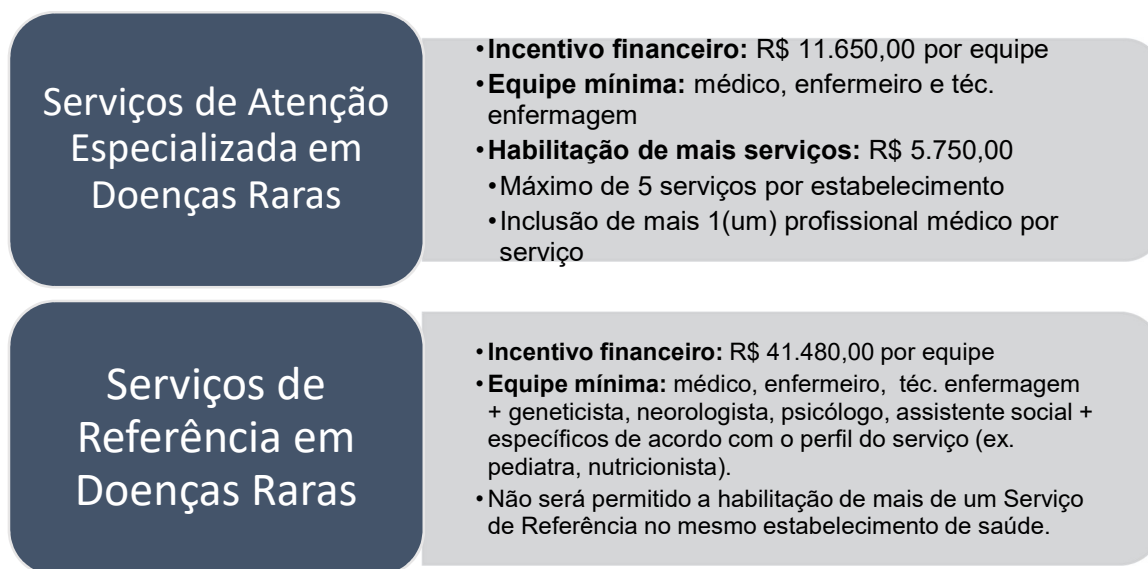 Serviços de Atenção
Especializada em
Doenças Raras
•Incentivo financeiro: R$ 11.650,00 por equipe
•Equipe mínima: médico, enfermeiro e téc.
enfermagem
•Habilitação de mais serviços: R$ 5.750,00
•Máximo de 5 serviços por estabelecimento
•Inclusão de mais 1(um) profissional médico por
serviço
Serviços de
Referência em
Doenças Raras
•Incentivo financeiro: R$ 41.480,00 por equipe
•Equipe mínima: médico, enfermeiro, téc. enfermagem
+ geneticista, neorologista, psicólogo, assistente social +
específicos de acordo com o perfil do serviço (ex.
pediatra, nutricionista).
•Não será permitido a habilitação de mais de um Serviço
de Referência no mesmo estabelecimento de saúde.